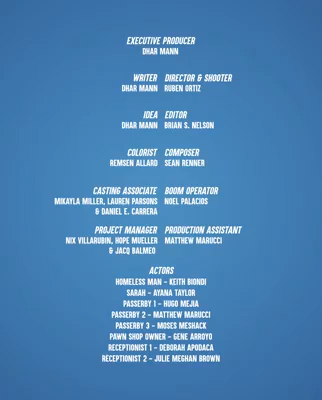 EXECUTIVE PRODUCER
DHAR MANN
WRITER DIRECTOR & SHOOTER
DHAR MANN RUBEN ORTIZ
IDEA EDITOR
DHAR MANN BRIAN S. NELSON
COLORIST COMPOSER
REMSEN ALLARD SEAN RENNER
CASTING ASSOCIATE BOOM OPERATOR
MIKAYLA MILLER, LAUREN PARSONS NOEL PALACIOS
& DANIEL E. CARRERA
PROJECT MANAGER PRODUCTION ASSISTANT
NIX VILLARUBIN, HOPE MUELLER MATTHEW MARUCCI
& JACQ BALMEO
ACTORS
HOMELESS MAN - KEITH BIONDI
SARAH - AYANA TAYLOR
PASSERBY 1 - HUGO MEJIA
PASSERBY 2 - MATTHEW MARUCCI
PASSERBY 3 - MOSES MESHACK
PAWN SHOP OWNER - GENE ARROYO
RECEPTIONIST 1 - DEBORAH APODACA
RECEPTIONIST 2 - JULIE MEGHAN BROWN